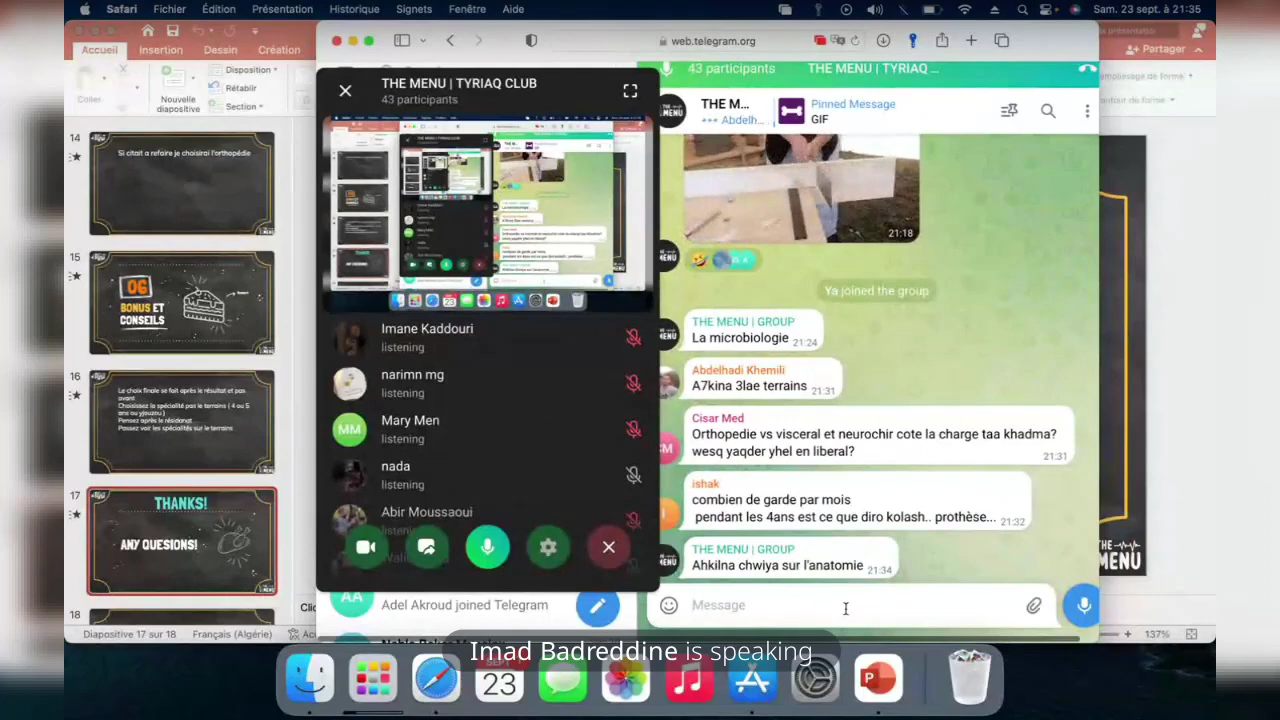 Safari Fichier Édition Présentation Historique Signets Fenêtre Aide
Sam. 23 sept. à 21:35
Accueil Insertion Dessin
Partager
Coller
Nouvelle
diapositive
Disposition
Rétablir
Section
14
Si citait a refaire je choisirai l'orthopédie
15
06
BONUS ET
CONSEILS
16
Le choix finale se fait après le résultat et pas
avant
Choisissez la spécialité par le terrains ( 4 ou 5
ans ou yjouzou )
Pensez après le résidanat
Passez voir les spécialités sur le terrains
17
THANKS!
ANY QUESIONS!
18
Diapositive 17 sur 18
Français (Algérie)
137%
web.telegram.org
THE MENU | TYRIAQ CLUB
43 participants
Imane Kaddouri
listening
narimn mg
listening
Mary Men
listening
nada
listening
Abir Moussaoui
MM
AA
Adel Akroud joined Telegram
43 participants
THE MENU | TYRIAQ ...
THE M...
Abdelh...
Pinned Message
GIF
21:18
Ya joined the group
THE MENU | GROUP
La microbiologie 21:24
Abdelhadi Khemili
A7kina 3lae terrains 21:31
Cisar Med
Orthopedie vs visceral et neurochir cote la charge taa khadma?
wesq yaqder yhel en liberal? 21:31
ishak
combien de garde par mois
pendant les 4ans est ce que diro kolash.. prothèse... 21:32
THE MENU | GROUP
Ahkilna chwiya sur l'anatomie 21:34
Message
THE
MENU
Imad Badreddine is speaking
SEPT
23